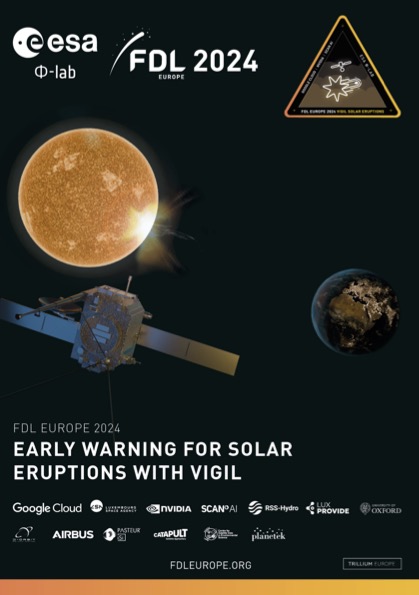 esa
Φ-lab
FDL 2024
EUROPE
FDL EUROPE 2024 VIGIL SOLAR ERUPTIONS
FDL EUROPE 2024
EARLY WARNING FOR SOLAR
ERUPTIONS WITH VIGIL
Google Cloud
LUXEMBOURG
SPACE AGENCY
NVIDIA
SCAN AI
RSS-Hydro
LUX
PROVIDE
UNIVERSITY OF
OXFORD
AIRBUS
PASTEUR
CATAPULT
planetek
FDLEUROPE.ORG
TRILLIUM EUROPE